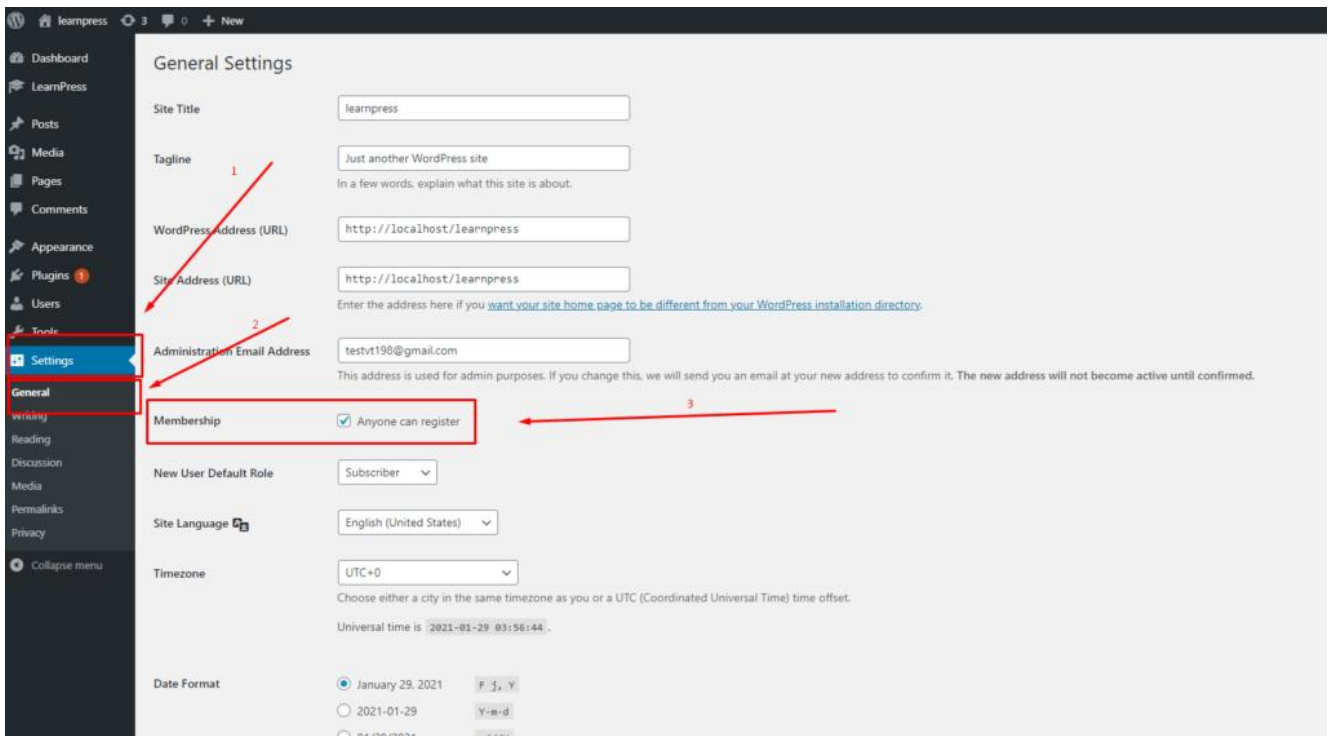 learnpress 3 0 + New
Dashboard
LearnPress
Posts
Media
Pages
Comments
Appearance
Plugins 1
Users
Tools
Settings
General
Writing
Reading
Discussion
Media
Permalinks
Privacy
Collapse menu
General Settings
Site Title learnpress
Tagline Just another WordPress site
In a few words, explain what this site is about.
1
WordPress Address (URL) http://localhost/learnpress
Site Address (URL) http://localhost/learnpress
Enter the address here if you want your site home page to be different from your WordPress installation directory.
2
Administration Email Address testvt198@gmail.com
This address is used for admin purposes. If you change this, we will send you an email at your new address to confirm it. The new address will not become active until confirmed.
3
Membership Anyone can register
New User Default Role Subscriber
Site Language English (United States)
Timezone UTC+0
Choose either a city in the same timezone as you or a UTC (Coordinated Universal Time) time offset.
Universal time is 2021-01-29 03:56:44 .
Date Format January 29, 2021 F j, Y
2021-01-29 Y-m-d